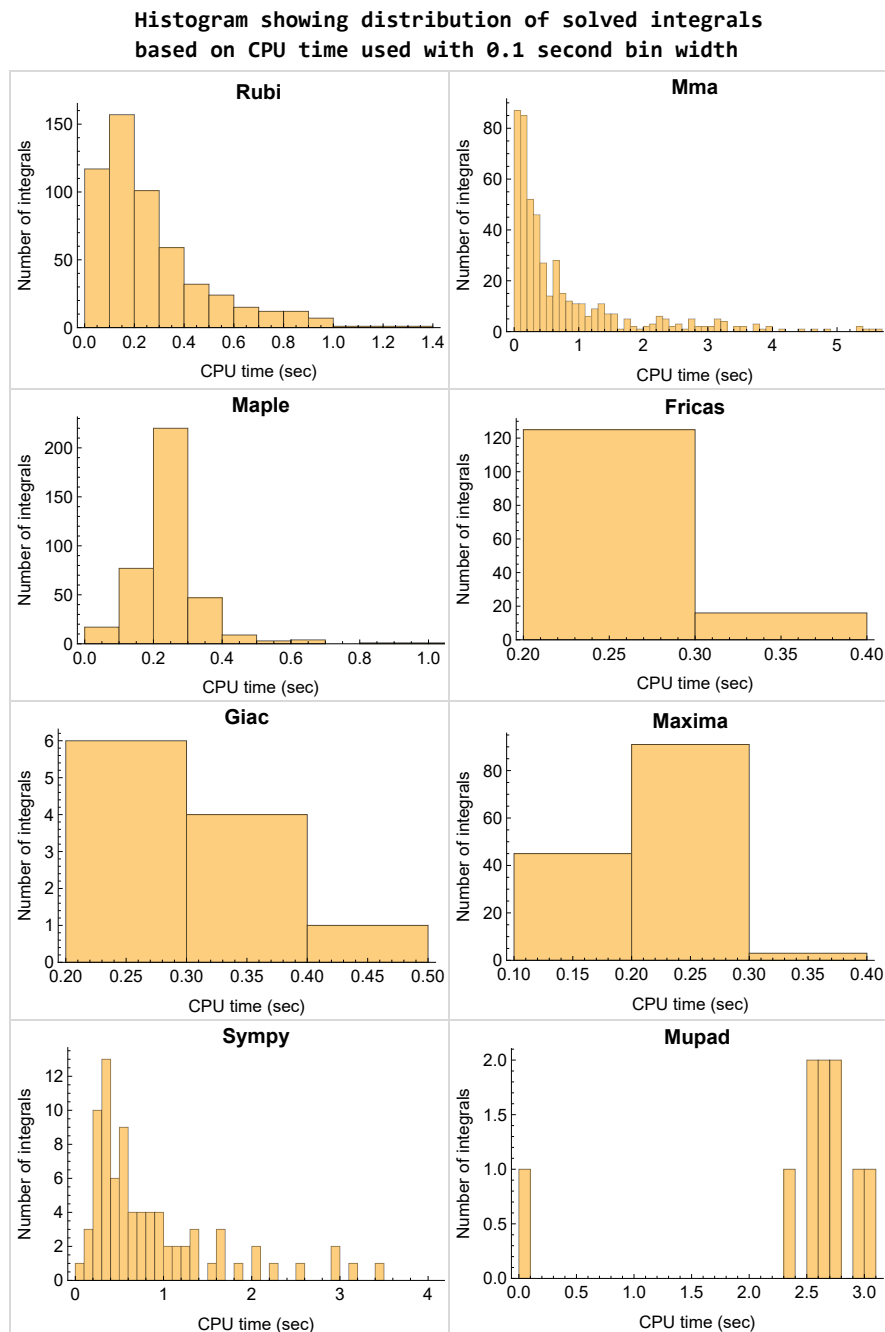 Histogram showing distribution of solved integrals
based on CPU time used with 0.1 second bin width
Rubi
Number of integrals
150
100
50
0
0.0 0.2 0.4 0.6 0.8 1.0 1.2 1.4
CPU time (sec)
Mma
Number of integrals
80
60
40
20
0
0 1 2 3 4 5
CPU time (sec)
Maple
Number of integrals
200
150
100
50
0
0.0 0.2 0.4 0.6 0.8 1.0
CPU time (sec)
Fricas
Number of integrals
120
100
80
60
40
20
0
0.20 0.25 0.30 0.35 0.40
CPU time (sec)
Giac
Number of integrals
6
5
4
3
2
1
0
0.20 0.25 0.30 0.35 0.40 0.45 0.50
CPU time (sec)
Maxima
Number of integrals
80
60
40
20
0
0.10 0.15 0.20 0.25 0.30 0.35 0.40
CPU time (sec)
Sympy
Number of integrals
12
10
8
6
4
2
0
0 1 2 3 4
CPU time (sec)
Mupad
Number of integrals
2.0
1.5
1.0
0.5
0.0
0.0 0.5 1.0 1.5 2.0 2.5 3.0
CPU time (sec)